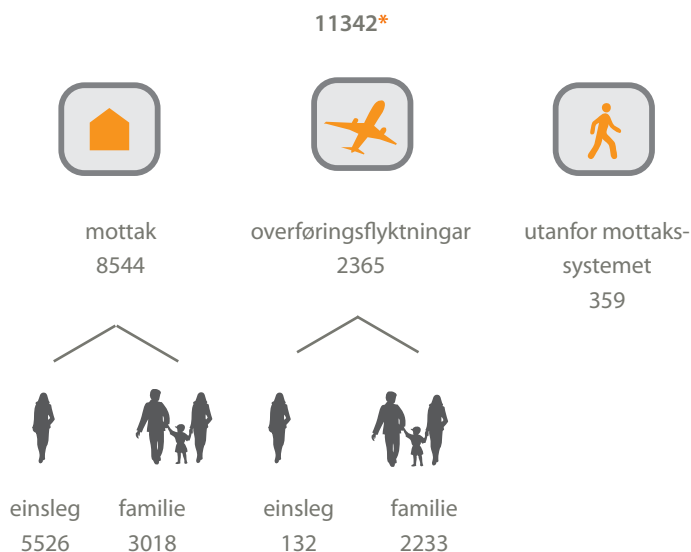 11342*
mottak
8544
overføringsflyktningar
2365
utanfor mottaks-
systemet
359
einsleg
5526
familie
3018
einsleg
132
familie
2233